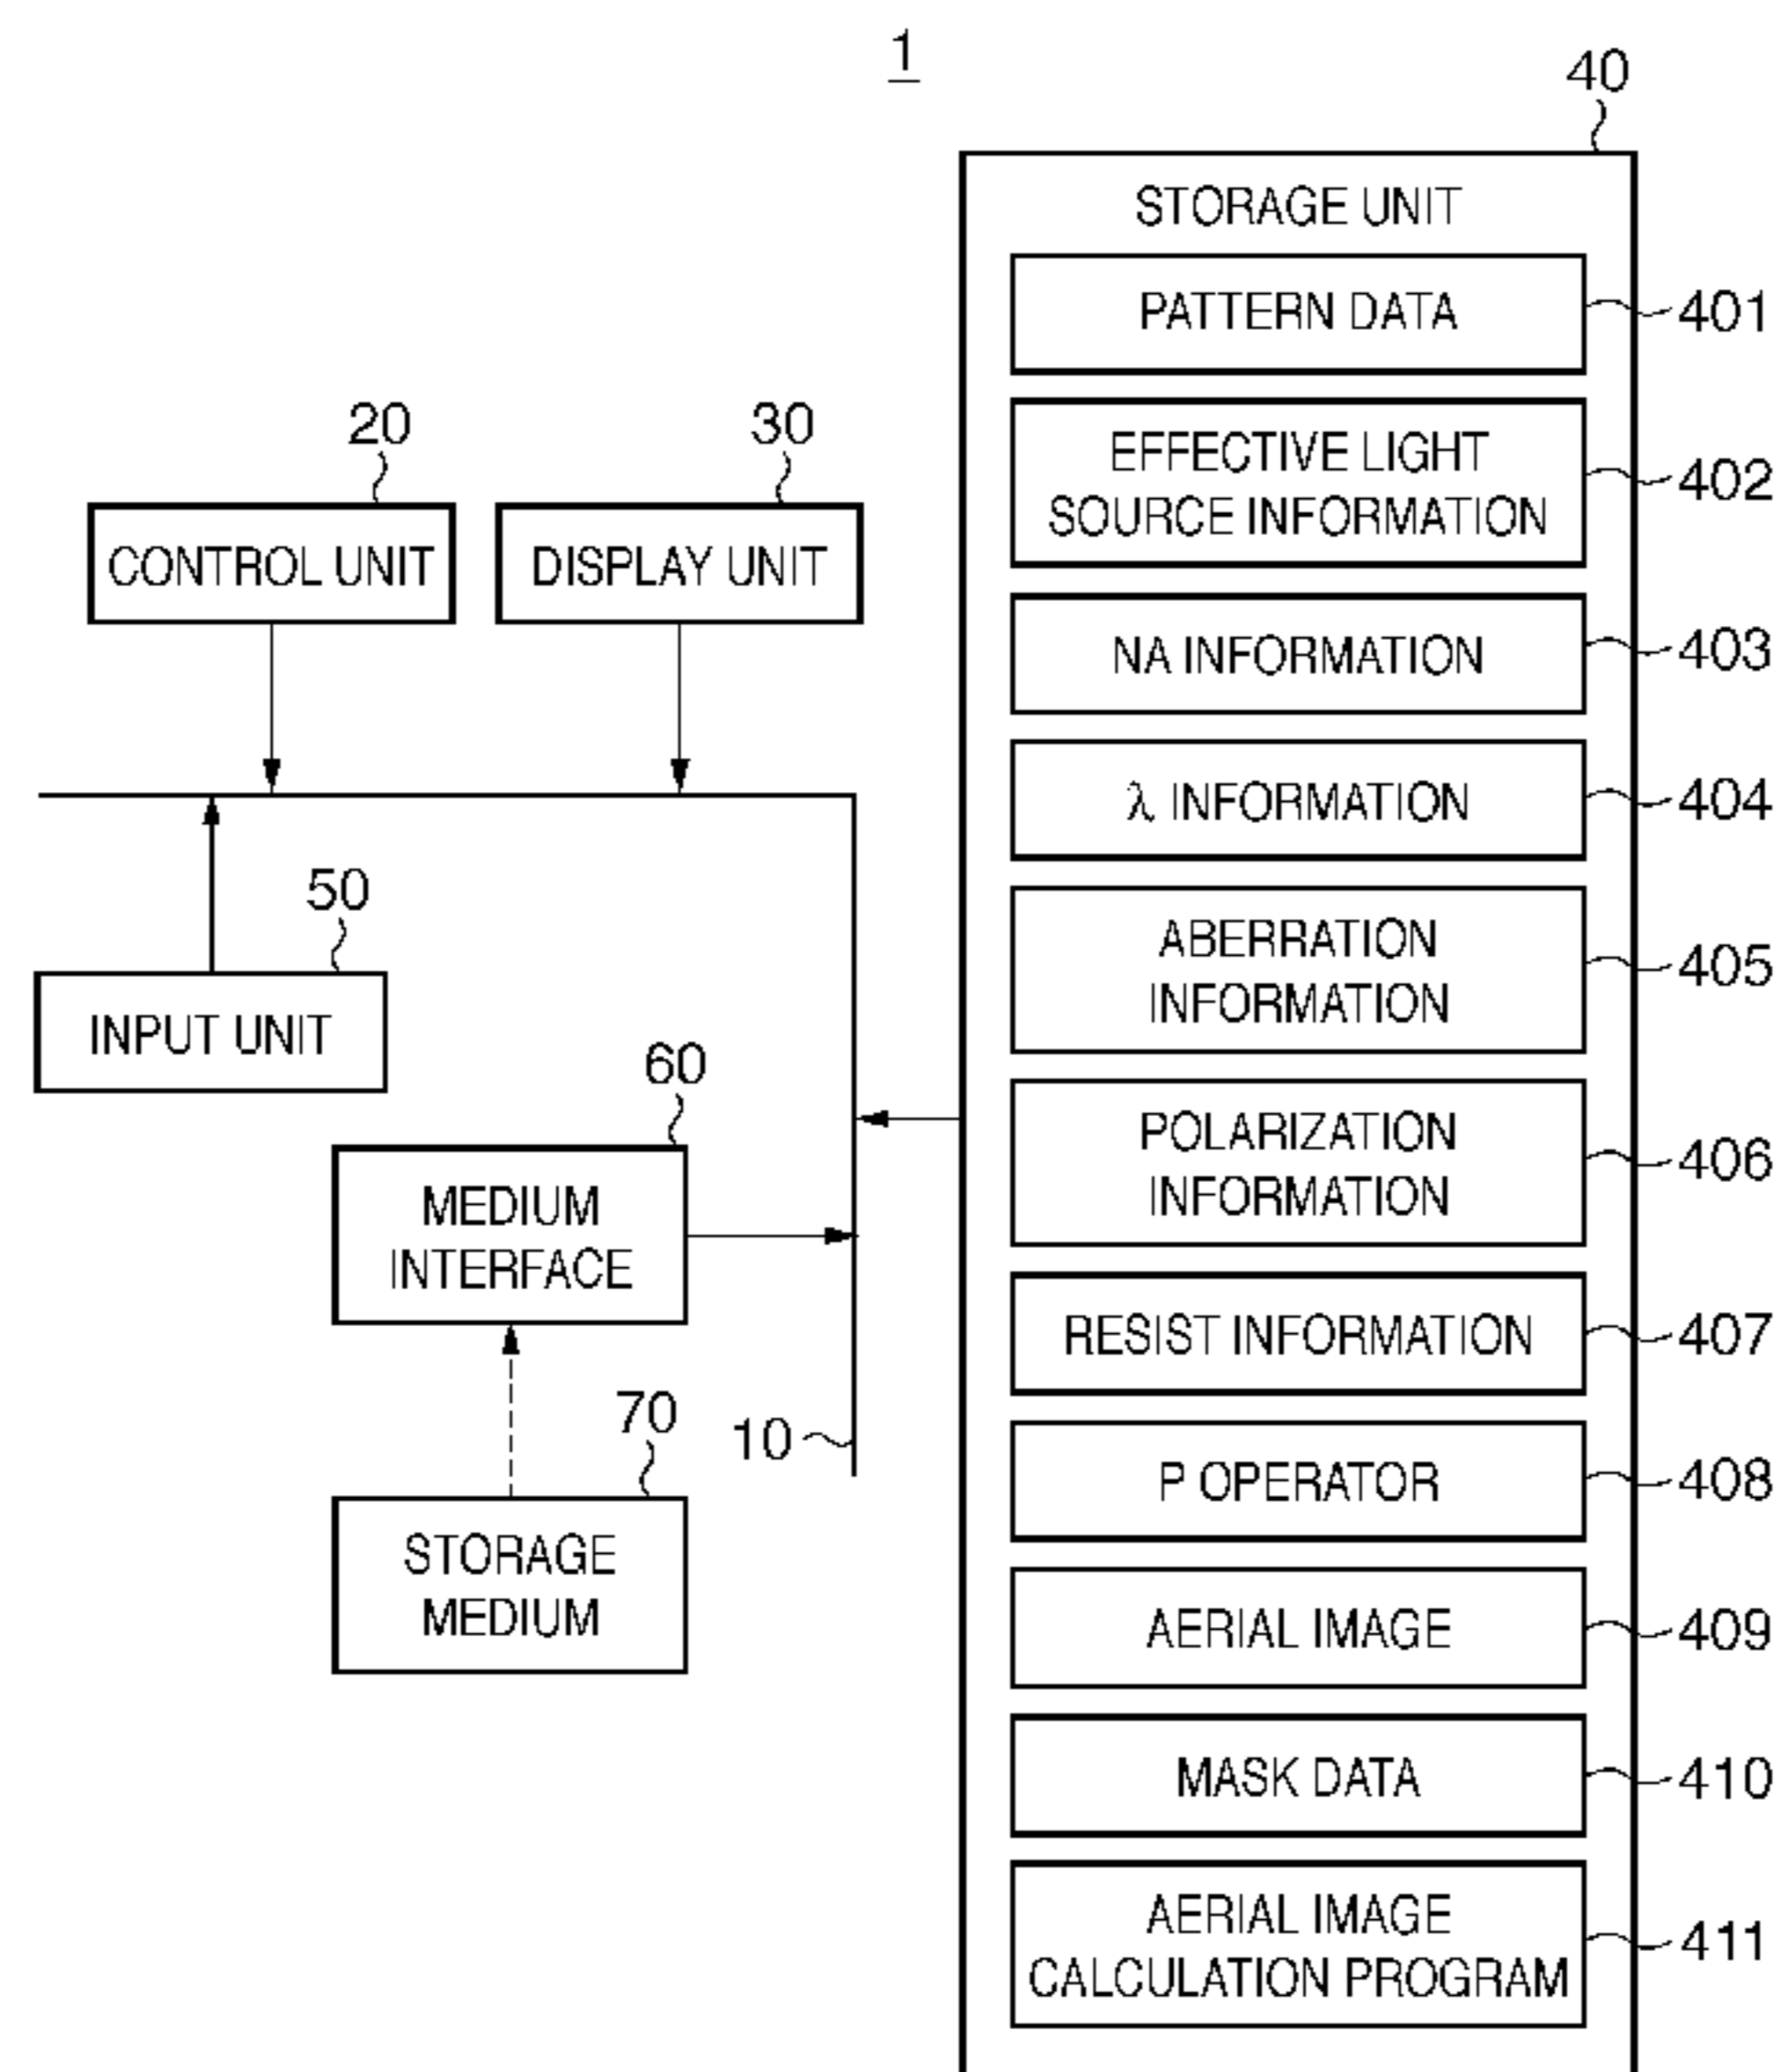 1
40
STORAGE UNIT
PATTERN DATA
401
EFFECTIVE LIGHT
SOURCE INFORMATION
402
NA INFORMATION
403
λ INFORMATION
404
ABERRATION
INFORMATION
405
POLARIZATION
INFORMATION
406
RESIST INFORMATION
407
P OPERATOR
408
AERIAL IMAGE
409
MASK DATA
410
AERIAL IMAGE
CALCULATION PROGRAM
411
20
CONTROL UNIT
30
DISPLAY UNIT
50
INPUT UNIT
60
MEDIUM
INTERFACE
70
STORAGE
MEDIUM
10